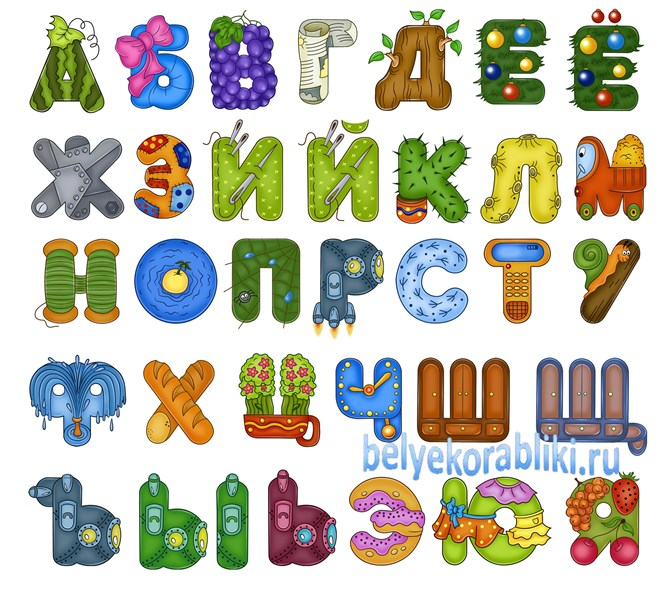 А Б В Г Д Е Ё
Ж З И Й К Л М
Н О П Р С Т У
Ф Х Ц Ч Ш Щ
belyekorabliki.ru
Ъ Ы Ь Э Ю Я